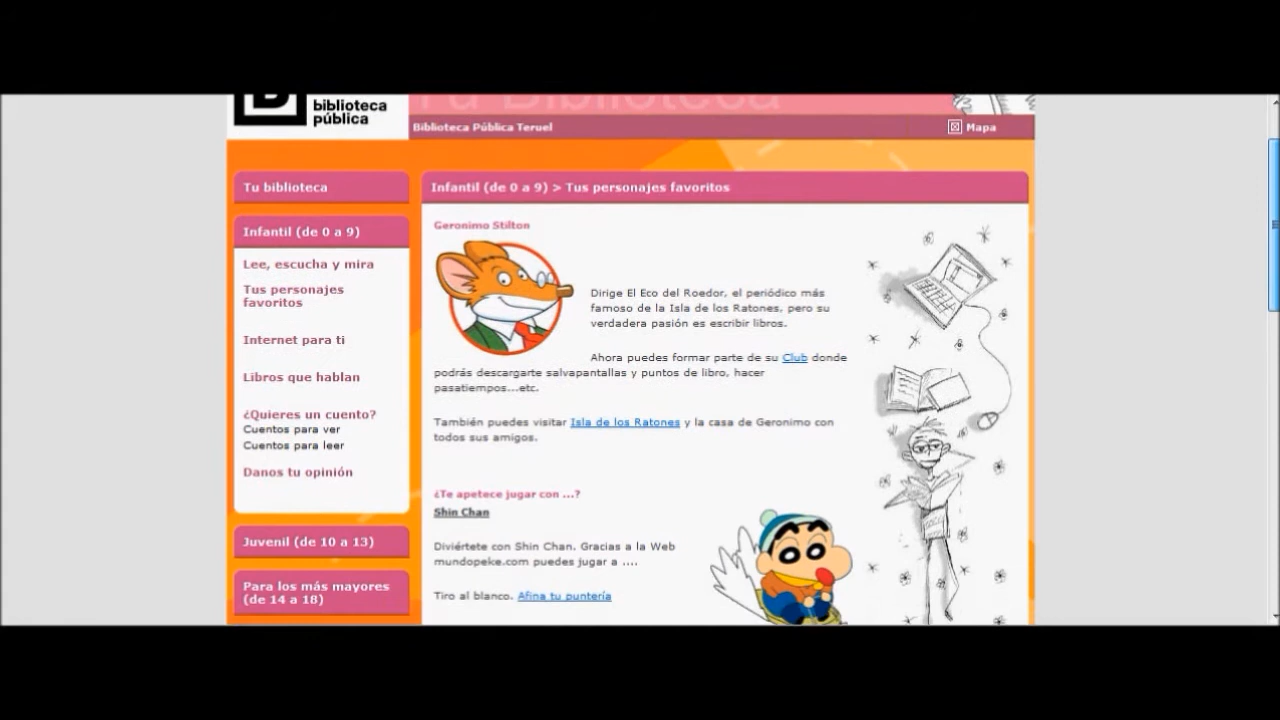 biblioteca
pública
Tu Biblioteca
Biblioteca Pública Teruel
Mapa
Tu biblioteca
Infantil (de 0 a 9)
Lee, escucha y mira
Tus personajes
favoritos
Internet para ti
Libros que hablan
¿Quieres un cuento?
Cuentos para ver
Cuentos para leer
Danos tu opinión
Juvenil (de 10 a 13)
Para los más mayores
(de 14 a 18)
Infantil (de 0 a 9) > Tus personajes favoritos
Geronimo Stilton
Dirige El Eco del Roedor, el periódico más
famoso de la Isla de los Ratones, pero su
verdadera pasión es escribir libros.
Ahora puedes formar parte de su Club donde
podrás descargarte salvapantallas y puntos de libro, hacer
pasatiempos...etc.
También puedes visitar Isla de los Ratones y la casa de Geronimo con
todos sus amigos.
¿Te apetece jugar con ...?
Shin Chan
Diviértete con Shin Chan. Gracias a la Web
mundopeke.com puedes jugar a ....
Tiro al blanco. Afina tu puntería